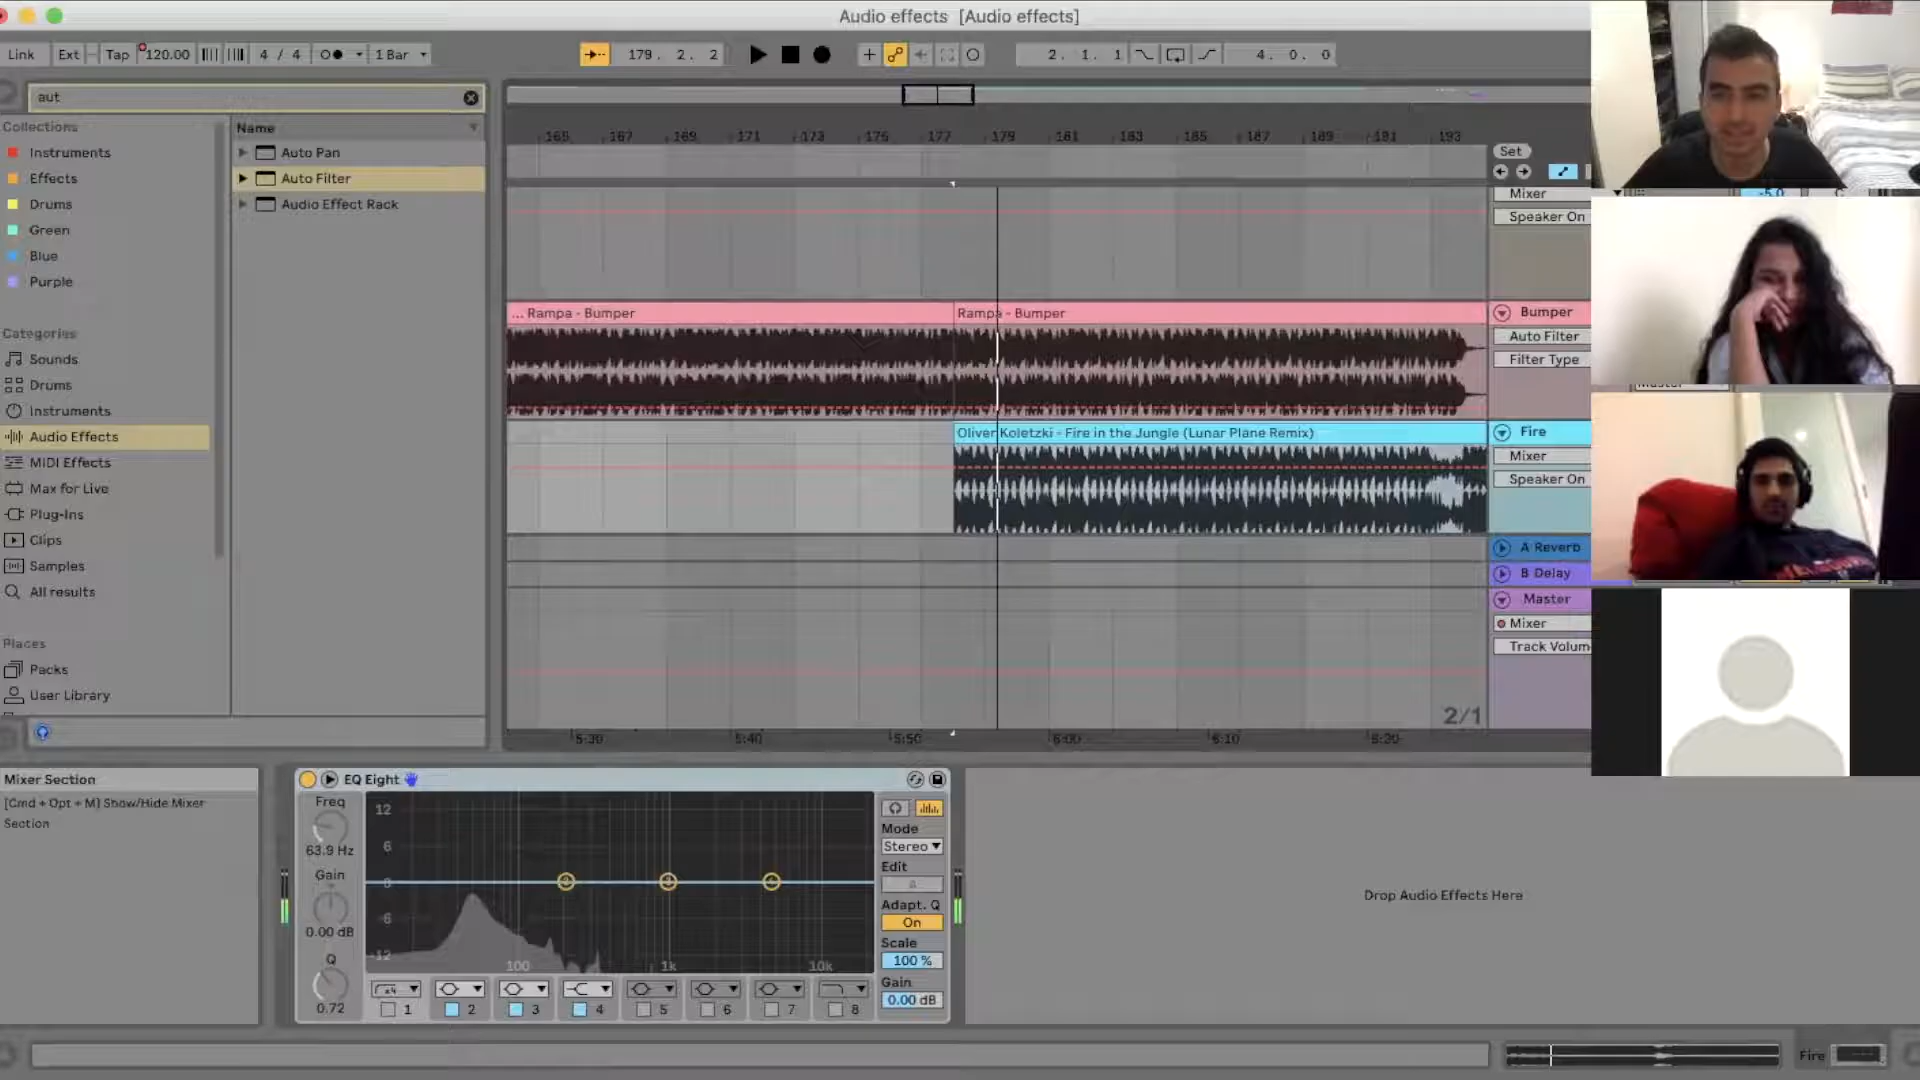 Audio effects [Audio effects]
Link Ext Tap 120.00 4 / 4 1 Bar 179. 2. 2 2. 1. 1 4. 0. 0
aut
Collections
Instruments
Effects
Drums
Green
Blue
Purple
Categories
Sounds
Drums
Instruments
Audio Effects
MIDI Effects
Max for Live
Plug-Ins
Clips
Samples
All results
Places
Packs
User Library
Name
Auto Pan
Auto Filter
Audio Effect Rack
165 167 169 171 173 175 177 179 181 183 185 187 189 191 193
Set
Mixer
-5.0 C
Speaker On
... Rampa - Bumper
Rampa - Bumper
Bumper
Auto Filter
Filter Type
Oliver Koletzki - Fire in the Jungle (Lunar Plane Remix)
Fire
Mixer
Speaker On
A Reverb
B Delay
Master
Mixer
Track Volum
2/1
5:30 5:40 5:50 6:00 6:10 6:20
Mixer Section
[Cmd + Opt + M] Show/Hide Mixer
Section
EQ Eight
Freq
63.9 Hz
Gain
0.00 dB
Q
0.72
12
6
0
-6
-12
100 1k 10k
1 2 3 4 5 6 7 8
Mode
Stereo
Edit
a
Adapt. Q
On
Scale
100 %
Gain
0.00 dB
Drop Audio Effects Here
Fire